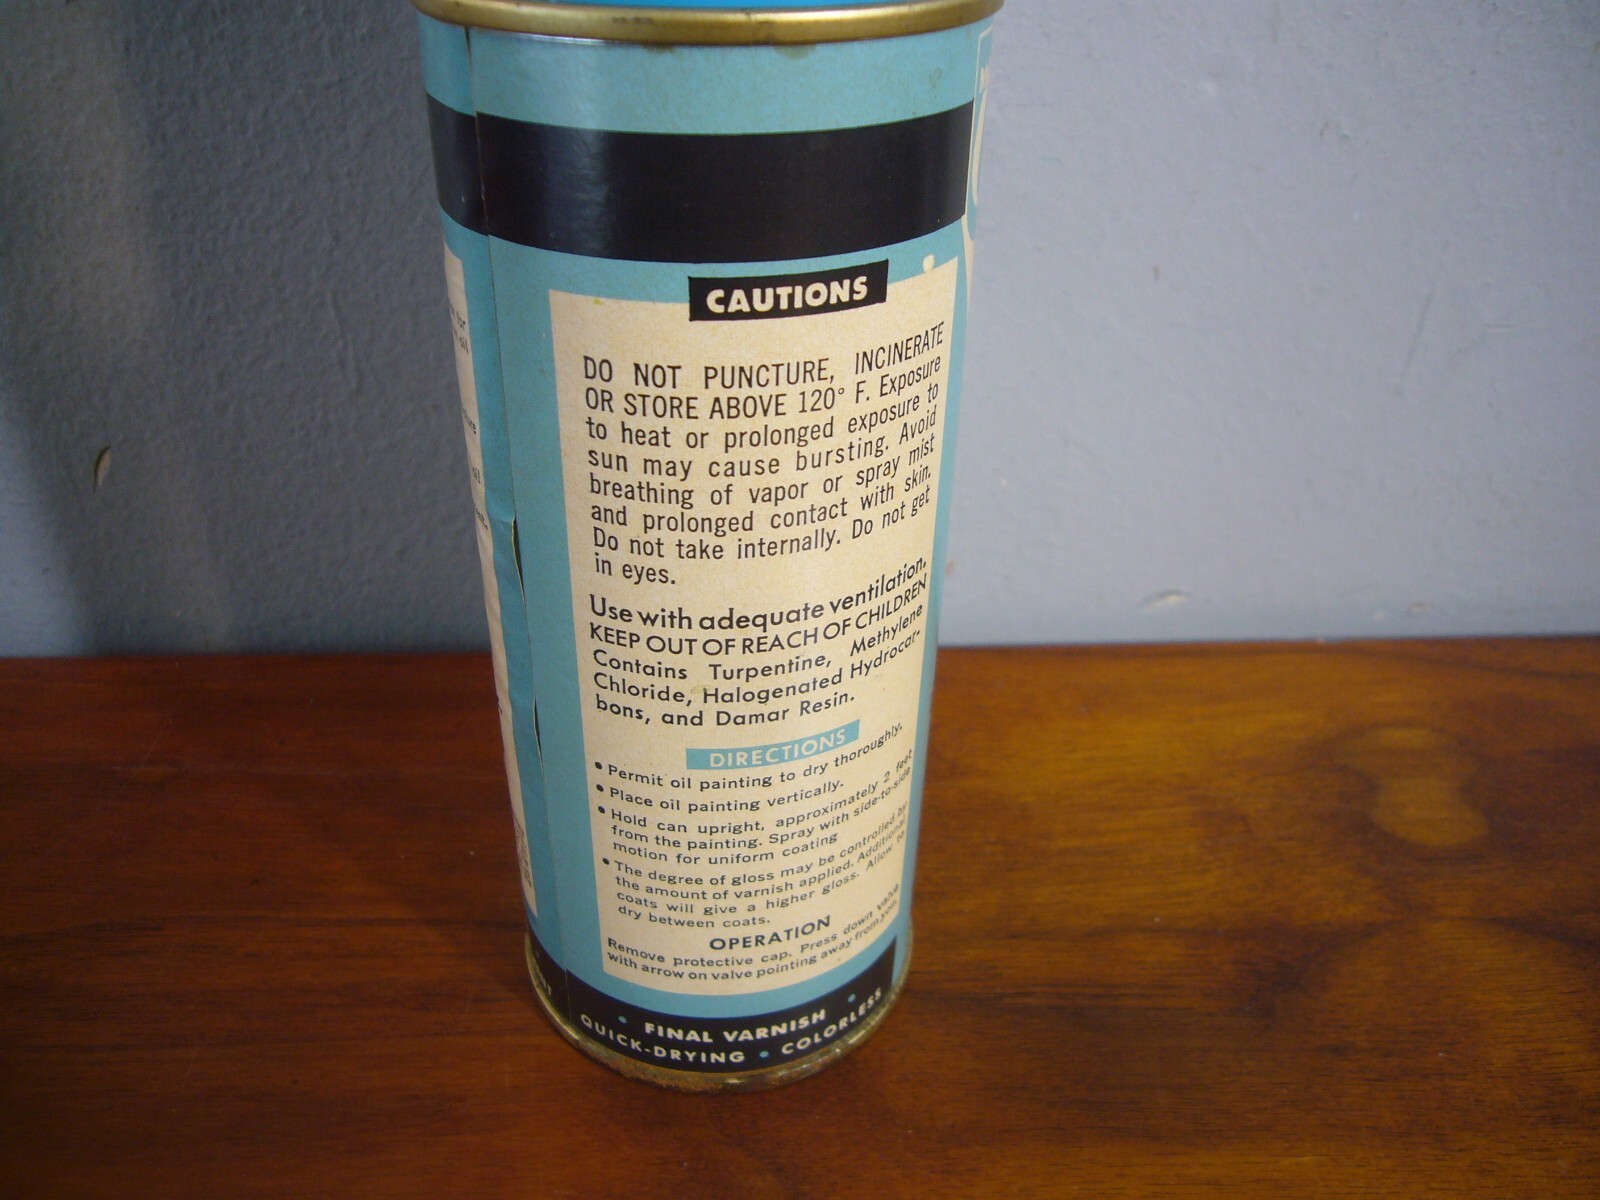 CAUTIONS
DO NOT PUNCTURE, INCINERATE
OR STORE ABOVE 120° F. Exposure
to heat or prolonged exposure to
sun may cause bursting. Avoid
breathing of vapor or spray mist
and prolonged contact with skin.
Do not take internally. Do not get
in eyes.
Use with adequate ventilation.
KEEP OUT OF REACH OF CHILDREN
Contains Turpentine, Methylene
Chloride, Halogenated Hydrocar-
bons, and Damar Resin.
DIRECTIONS
• Permit oil painting to dry thoroughly.
• Place oil painting vertically.
• Hold can upright, approximately 2 feet
from the painting. Spray with side-to-side
motion for uniform coating
• The degree of gloss may be controlled by
the amount of varnish applied. Additional
coats will give a higher gloss. Allow to
dry between coats.
OPERATION
Remove protective cap. Press down valve
with arrow on valve pointing away from you.
• FINAL VARNISH •
QUICK-DRYING • COLORLESS